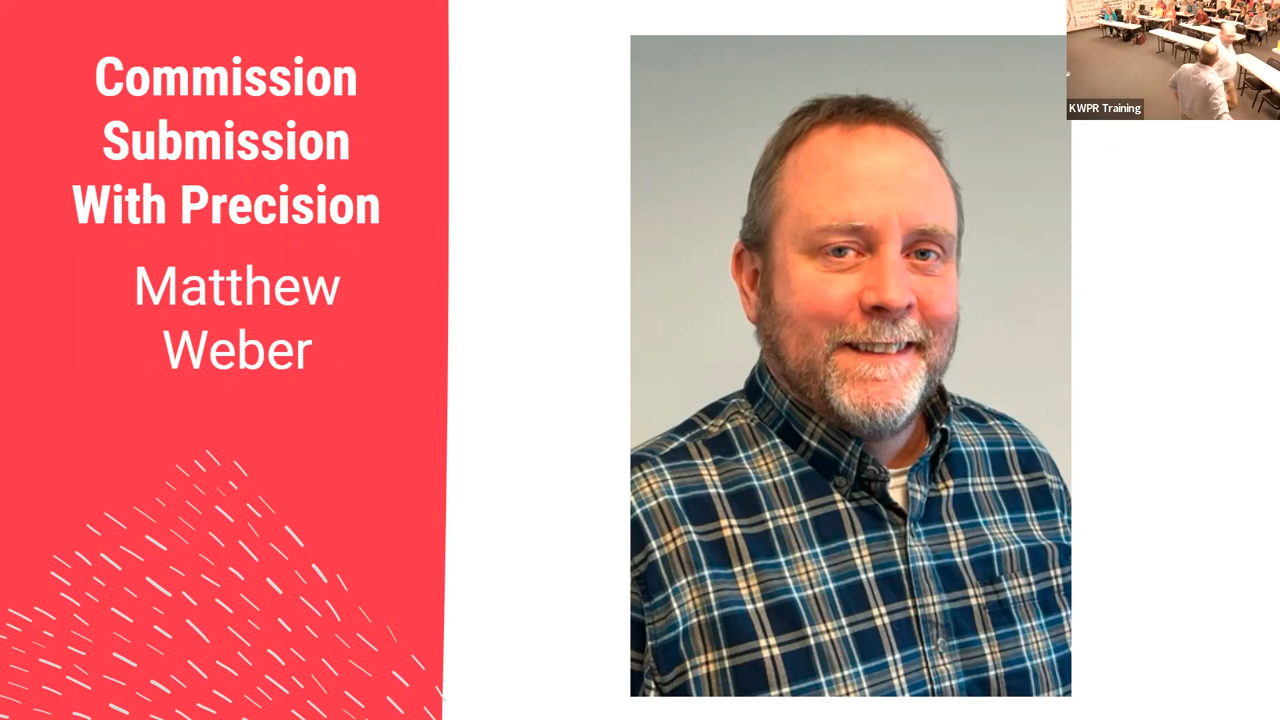 Commission
Submission
With Precision
Matthew
Weber
KWPR Training